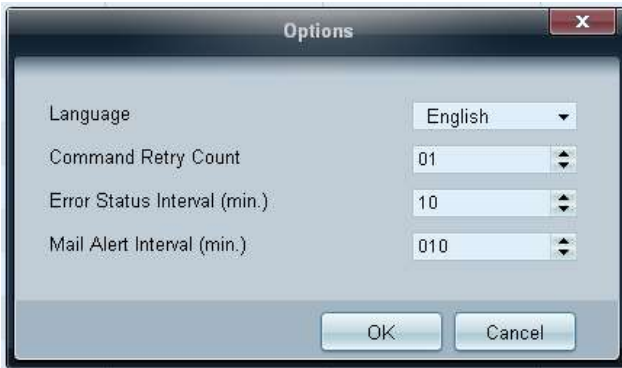 Options
x
Language English
Command Retry Count 01
Error Status Interval (min.) 10
Mail Alert Interval (min.) 010
OK Cancel